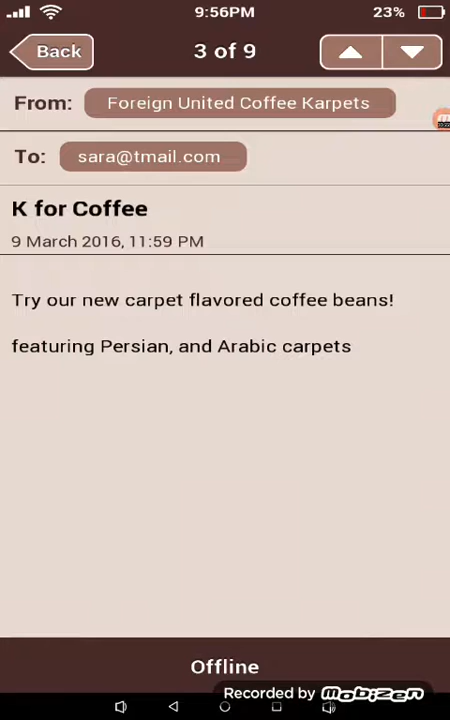 9:56PM
23%
Back
3 of 9
From: Foreign United Coffee Karpets
To: sara@tmail.com
K for Coffee
9 March 2016, 11:59 PM
Try our new carpet flavored coffee beans!
featuring Persian, and Arabic carpets
Offline
Recorded by Mobizen